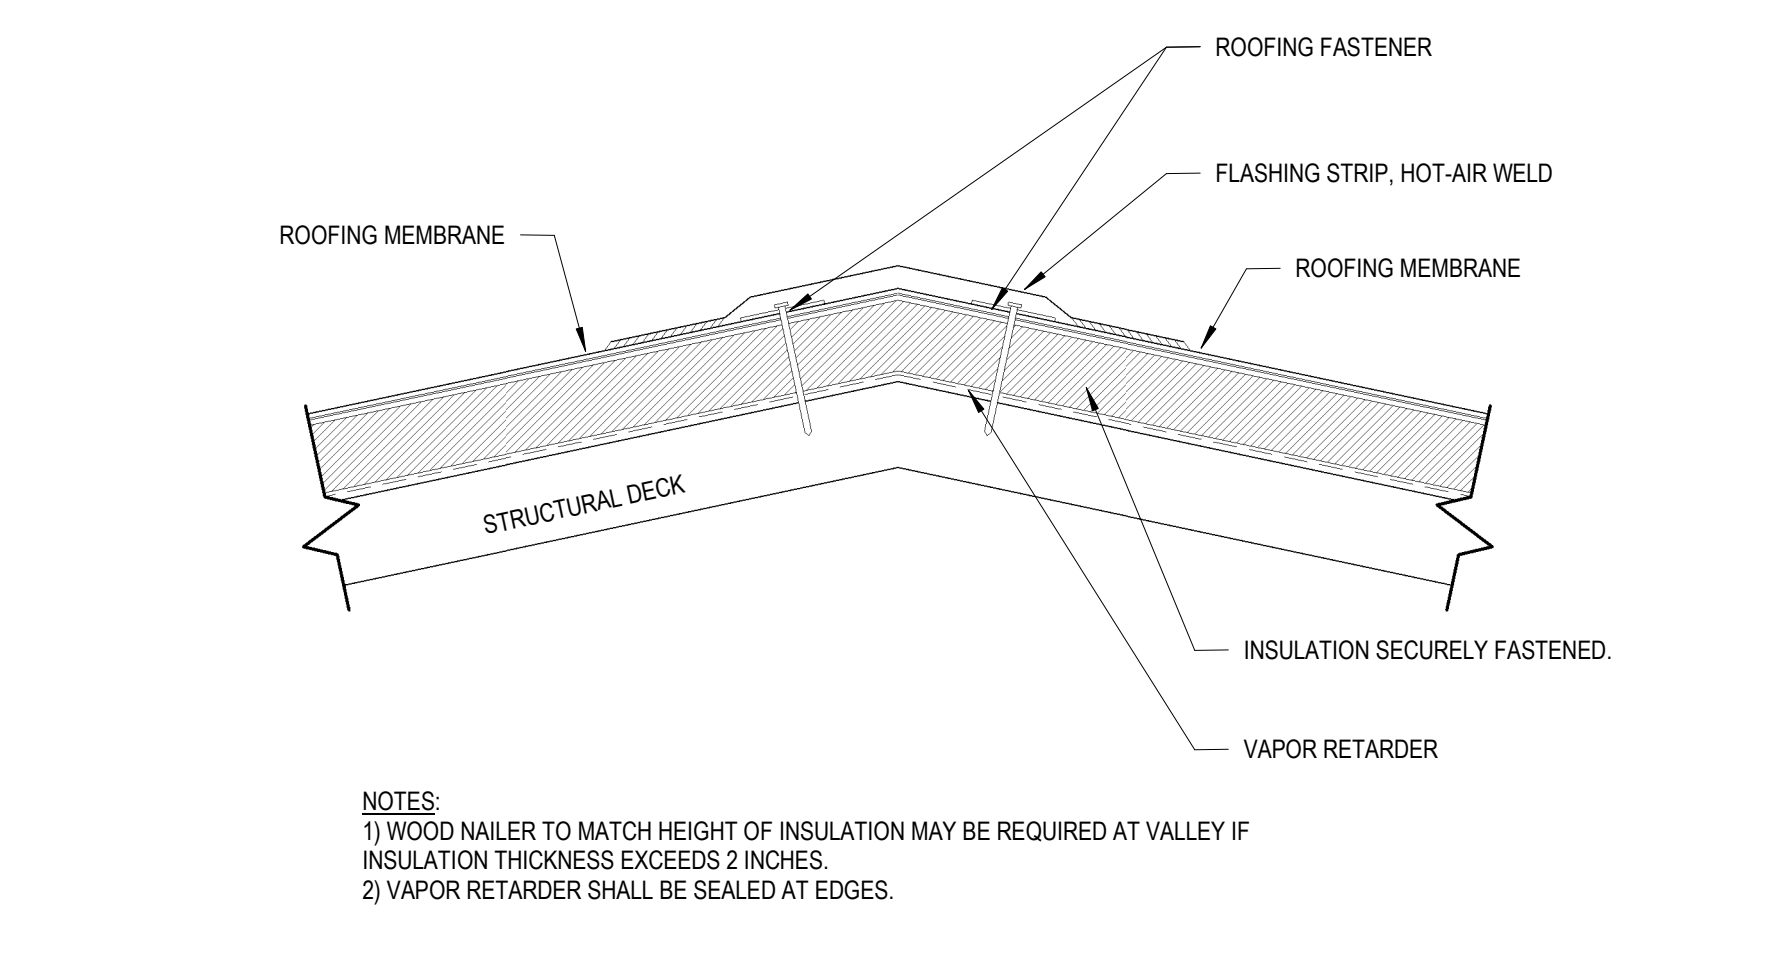 ROOFING FASTENER
FLASHING STRIP, HOT-AIR WELD
ROOFING MEMBRANE
ROOFING MEMBRANE
STRUCTURAL DECK
INSULATION SECURELY FASTENED.
VAPOR RETARDER
NOTES:
1) WOOD NAILER TO MATCH HEIGHT OF INSULATION MAY BE REQUIRED AT VALLEY IF
INSULATION THICKNESS EXCEEDS 2 INCHES.
2) VAPOR RETARDER SHALL BE SEALED AT EDGES.